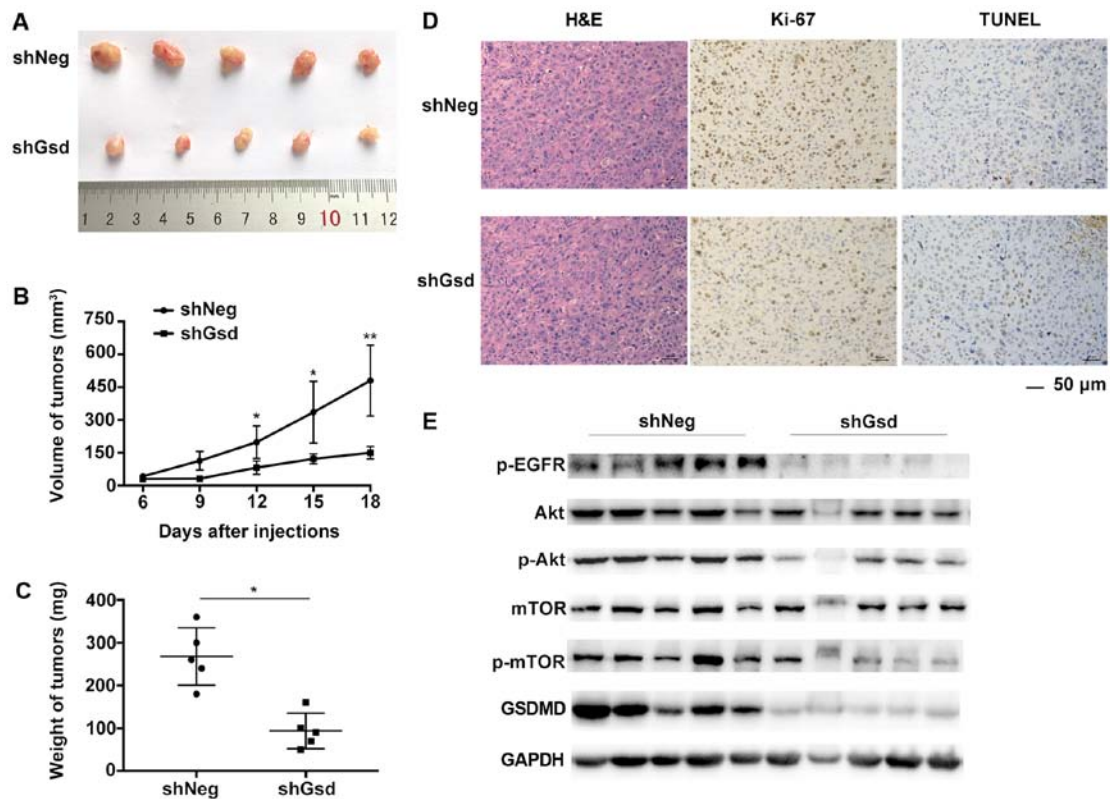 A
shNeg
shGsd
mm
1 2 3 4 5 6 7 8 9 10 11 12
B
shNeg
shGsd
Volume of tumors (mm³)
750
600
450
300
150
0
* * **
6 9 12 15 18
Days after injections
C
Weight of tumors (mg)
400
300
200
100
0
*
shNeg shGsd
D
H&E Ki-67 TUNEL
shNeg
shGsd
50 µm
E
shNeg shGsd
p-EGFR
Akt
p-Akt
mTOR
p-mTOR
GSDMD
GAPDH